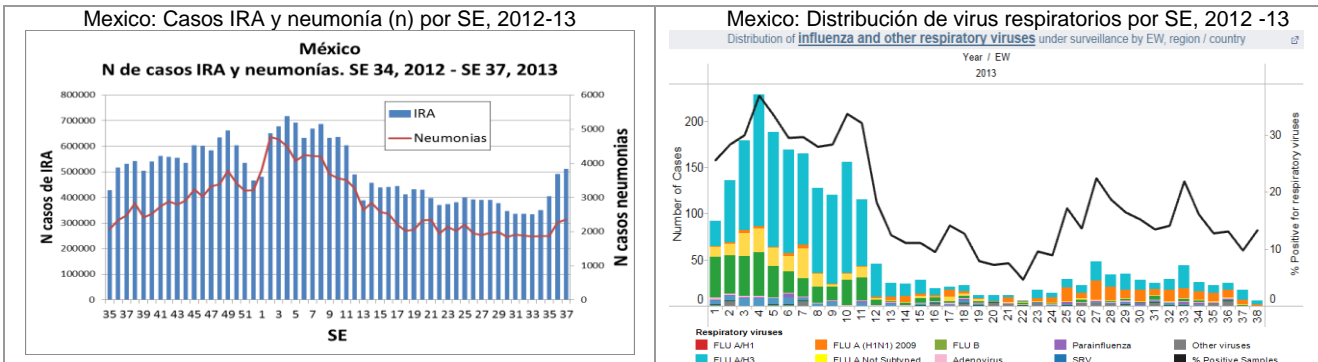 Mexico: Casos IRA y neumonía (n) por SE, 2012-13
México
N de casos IRA y neumonías. SE 34, 2012 - SE 37, 2013
800000
700000
600000
500000
400000
300000
200000
100000
0
N casos de IRA
IRA
Neumonias
6000
5000
4000
3000
2000
1000
0
N casos neumonias
35 37 39 41 43 45 47 49 51 1 3 5 7 9 11 13 15 17 19 21 23 25 27 29 31 33 35 37
SE
Mexico: Distribución de virus respiratorios por SE, 2012 -13
Distribution of influenza and other respiratory viruses under surveillance by EW, region / country
Year / EW
2013
200
150
100
50
0
Number of Cases
30
20
10
0
% Positive for respiratory viruses
1 2 3 4 5 6 7 8 9 10 11 12 13 14 15 16 17 18 19 20 21 22 23 24 25 26 27 28 29 30 31 32 33 34 35 36 37 38
Respiratory viruses
FLU A/H1 FLU A (H1N1) 2009 FLU B Parainfluenza Other viruses
FLU A/H3 FLU A Not Subtyped Adenovirus SRV % Positive Samples